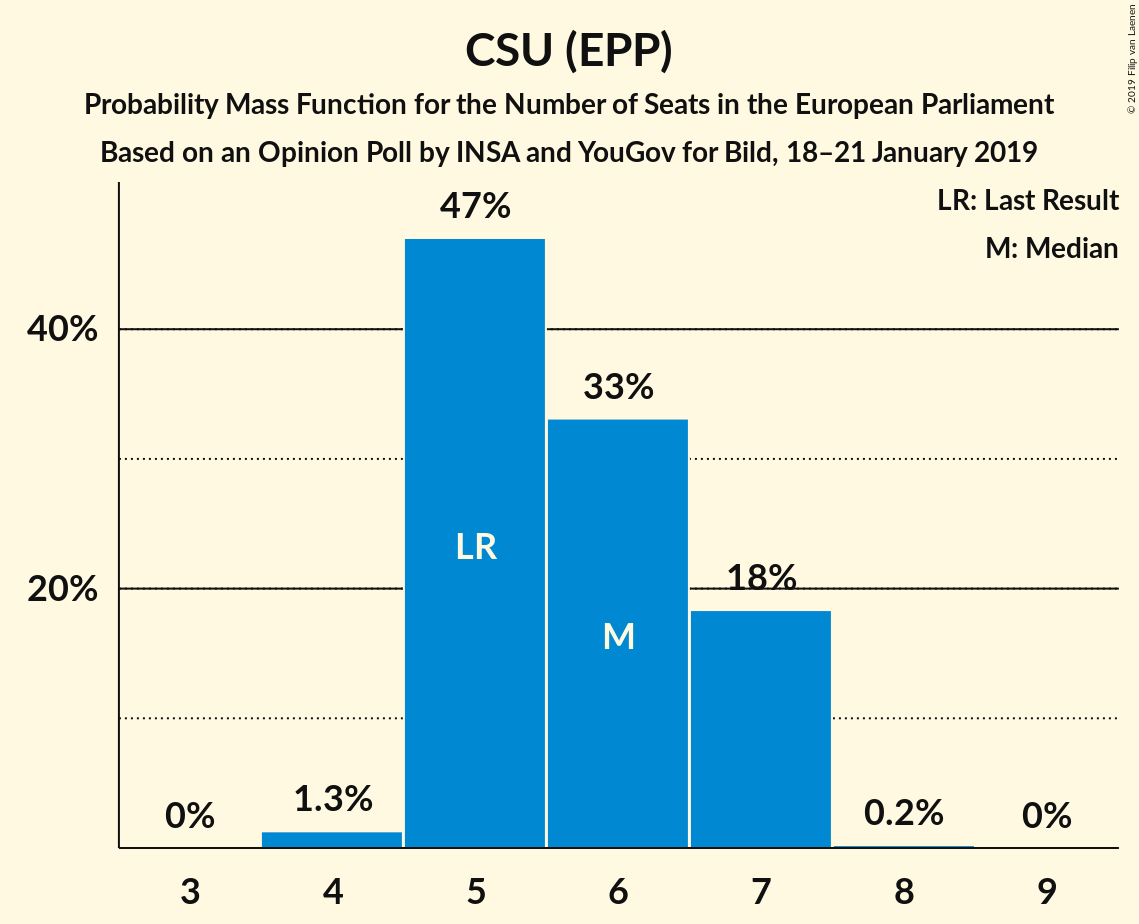 CSU (EPP)
Probability Mass Function for the Number of Seats in the European Parliament
Based on an Opinion Poll by INSA and YouGov for Bild, 18–21 January 2019
© 2019 Filip van Laenen
LR: Last Result
M: Median
40%
20%
0%
1.3%
47%
33%
18%
0.2%
0%
LR
M
3
4
5
6
7
8
9